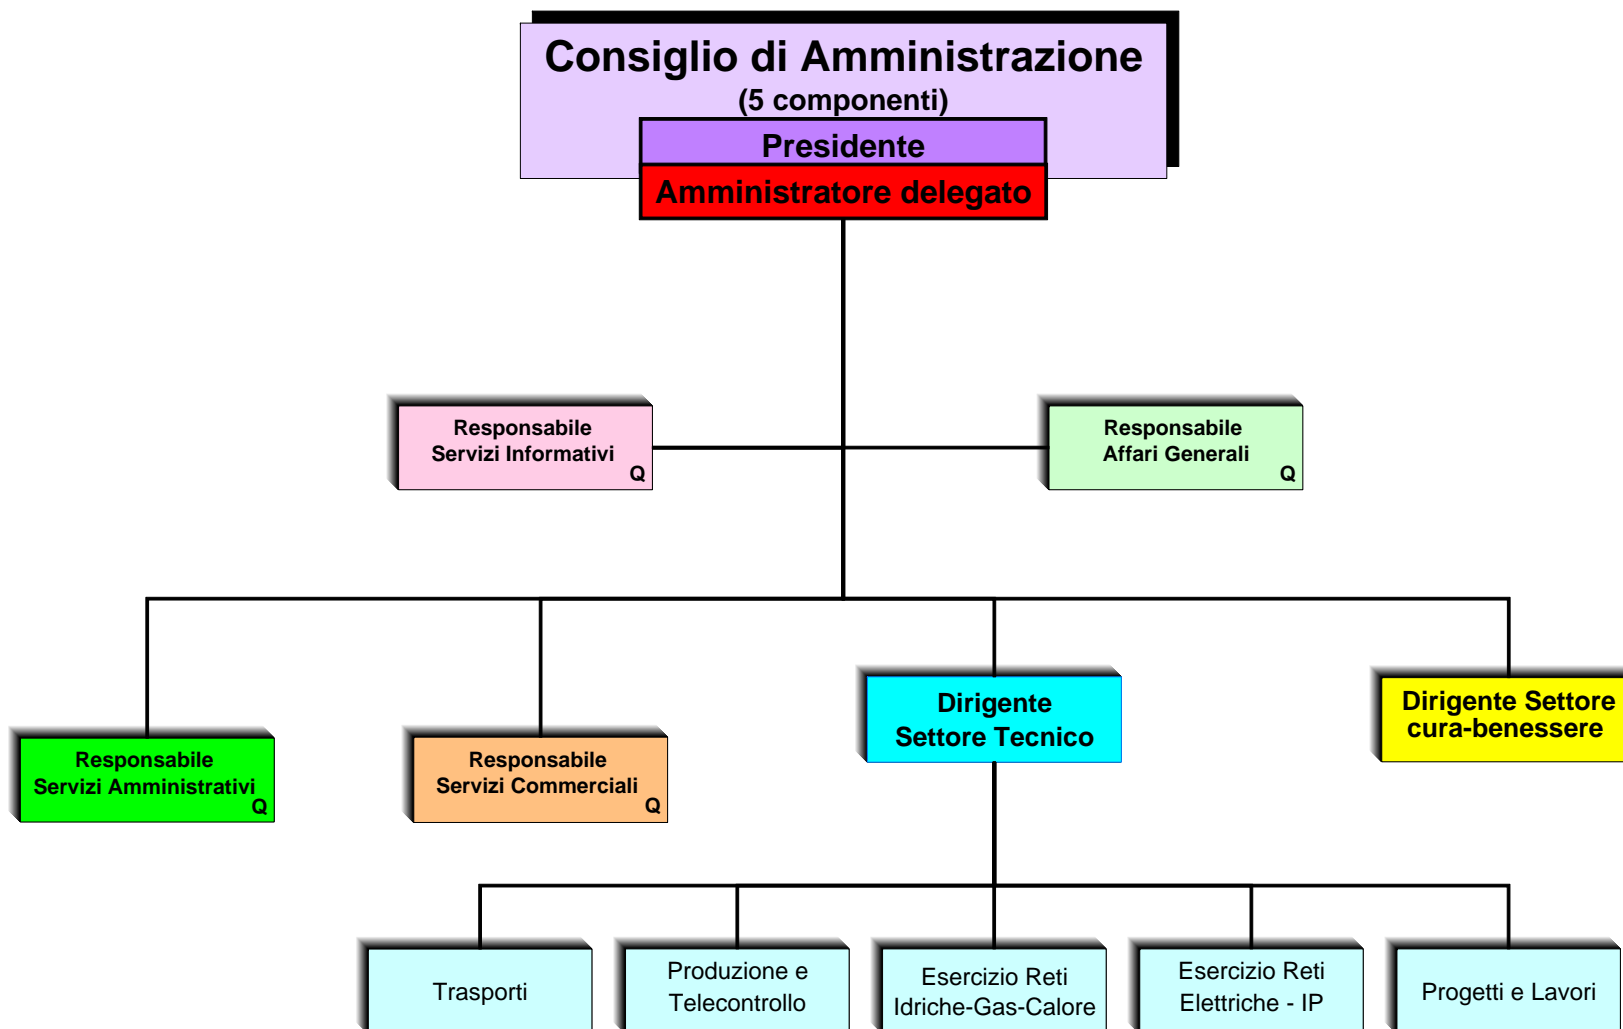 Consiglio di Amministrazione
(5 componenti)
Presidente
Amministratore delegato
Responsabile
Servizi Informativi
Q
Responsabile
Affari Generali
Q
Dirigente
Settore Tecnico
Dirigente Settore
cura-benessere
Responsabile
Servizi Amministrativi
Q
Responsabile
Servizi Commerciali
Q
Trasporti
Produzione e
Telecontrollo
Esercizio Reti
Idriche-Gas-Calore
Esercizio Reti
Elettriche - IP
Progetti e Lavori